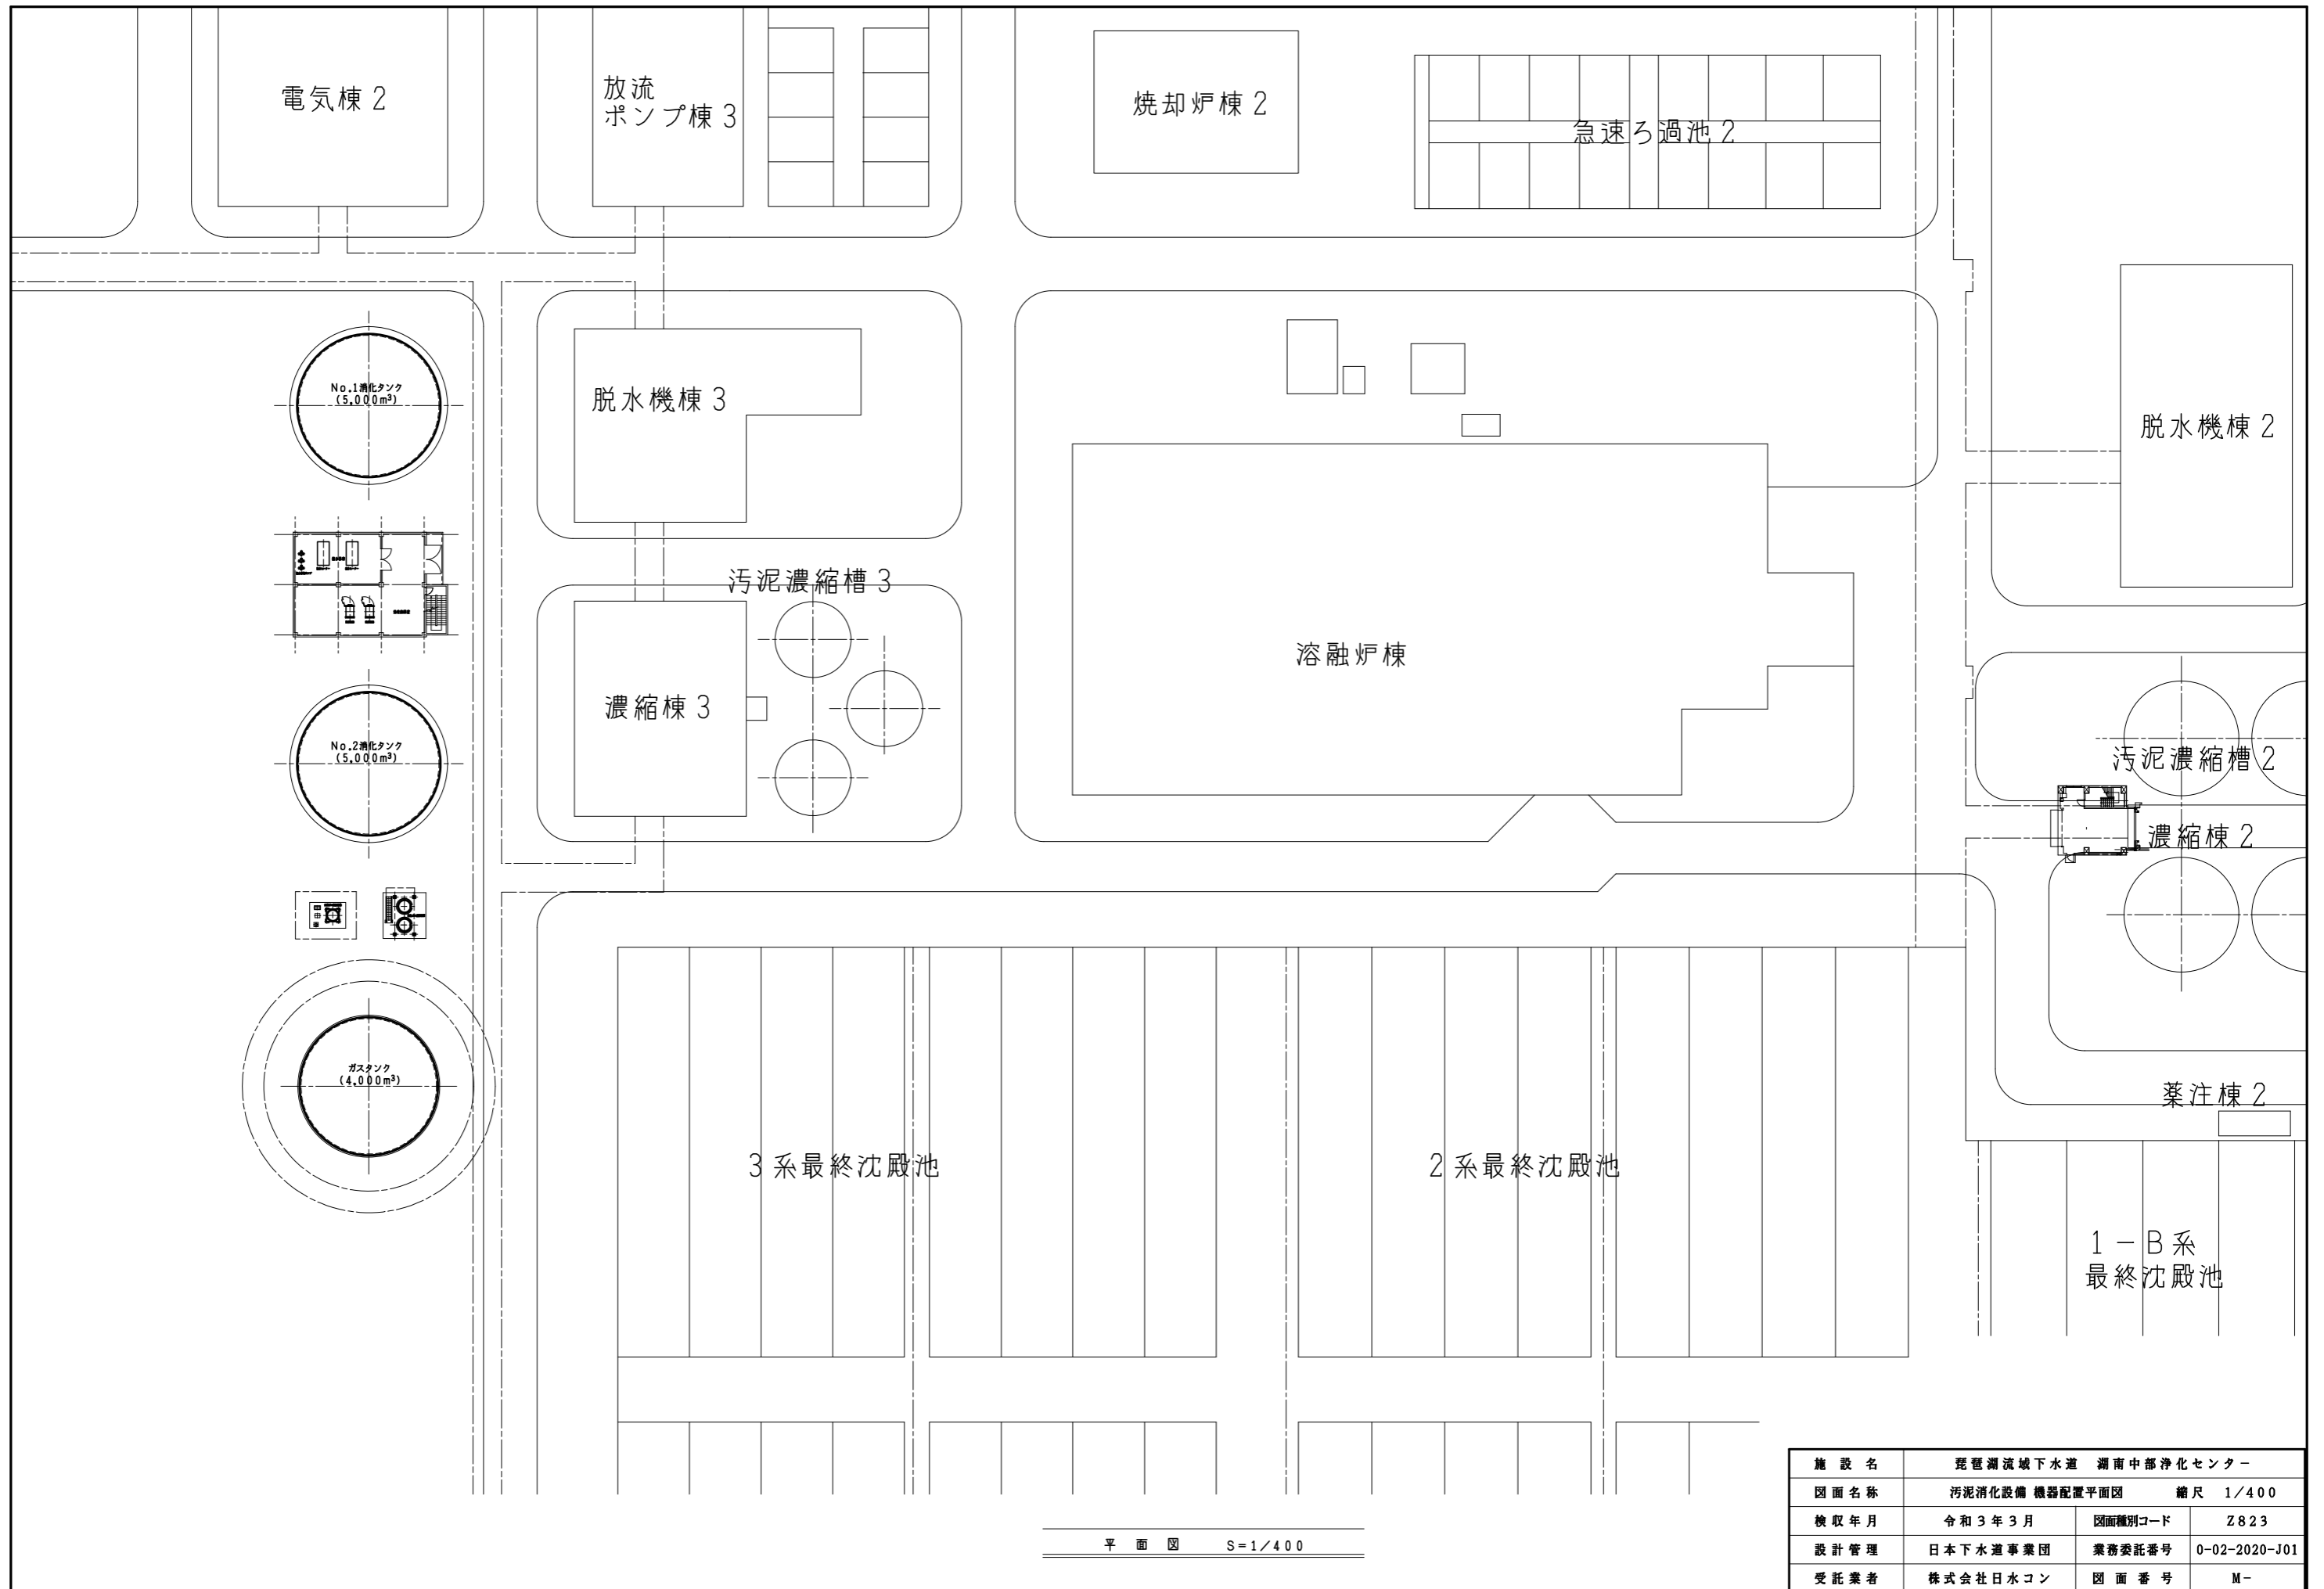 電気棟2
放流
ポンプ棟3
焼却炉棟2
急速ろ過池2
No.1消化タンク
(5,000m³)
脱水機棟3
脱水機棟2
汚泥濃縮槽3
溶融炉棟
濃縮棟3
No.2消化タンク
(5,000m³)
汚泥濃縮槽2
濃縮棟2
ガスタンク
(4,000m³)
薬注棟2
3系最終沈殿池
2系最終沈殿池
1-B系
最終沈殿池
平面図 S=1/400
施設名 琵琶湖流域下水道 湖南中部浄化センター
図面名称 汚泥消化設備 機器配置平面図 縮尺 1/400
検収年月 令和3年3月 図面種別コード Z823
設計管理 日本下水道事業団 業務委託番号 0-02-2020-J01
受託業者 株式会社日水コン 図面番号 M-